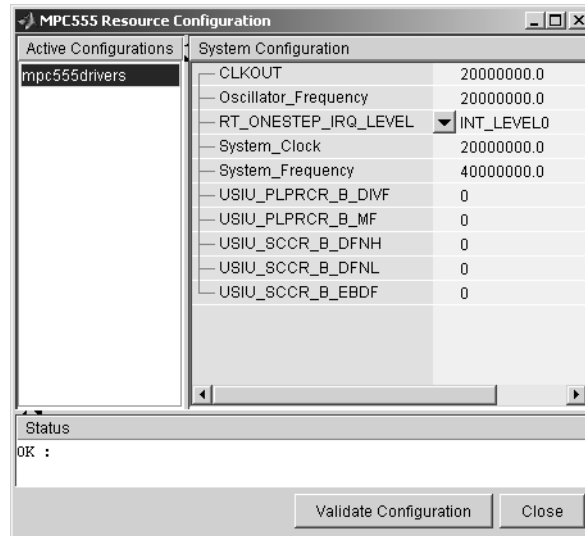 MPC555 Resource Configuration
Active Configurations
System Configuration
mpc555drivers
CLKOUT 20000000.0
Oscillator_Frequency 20000000.0
RT_ONESTEP_IRQ_LEVEL INT_LEVEL0
System_Clock 20000000.0
System_Frequency 40000000.0
USIU_PLPRCR_B_DIVF 0
USIU_PLPRCR_B_MF 0
USIU_SCCR_B_DFNH 0
USIU_SCCR_B_DFNL 0
USIU_SCCR_B_EBDF 0
Status
OK :
Validate Configuration
Close